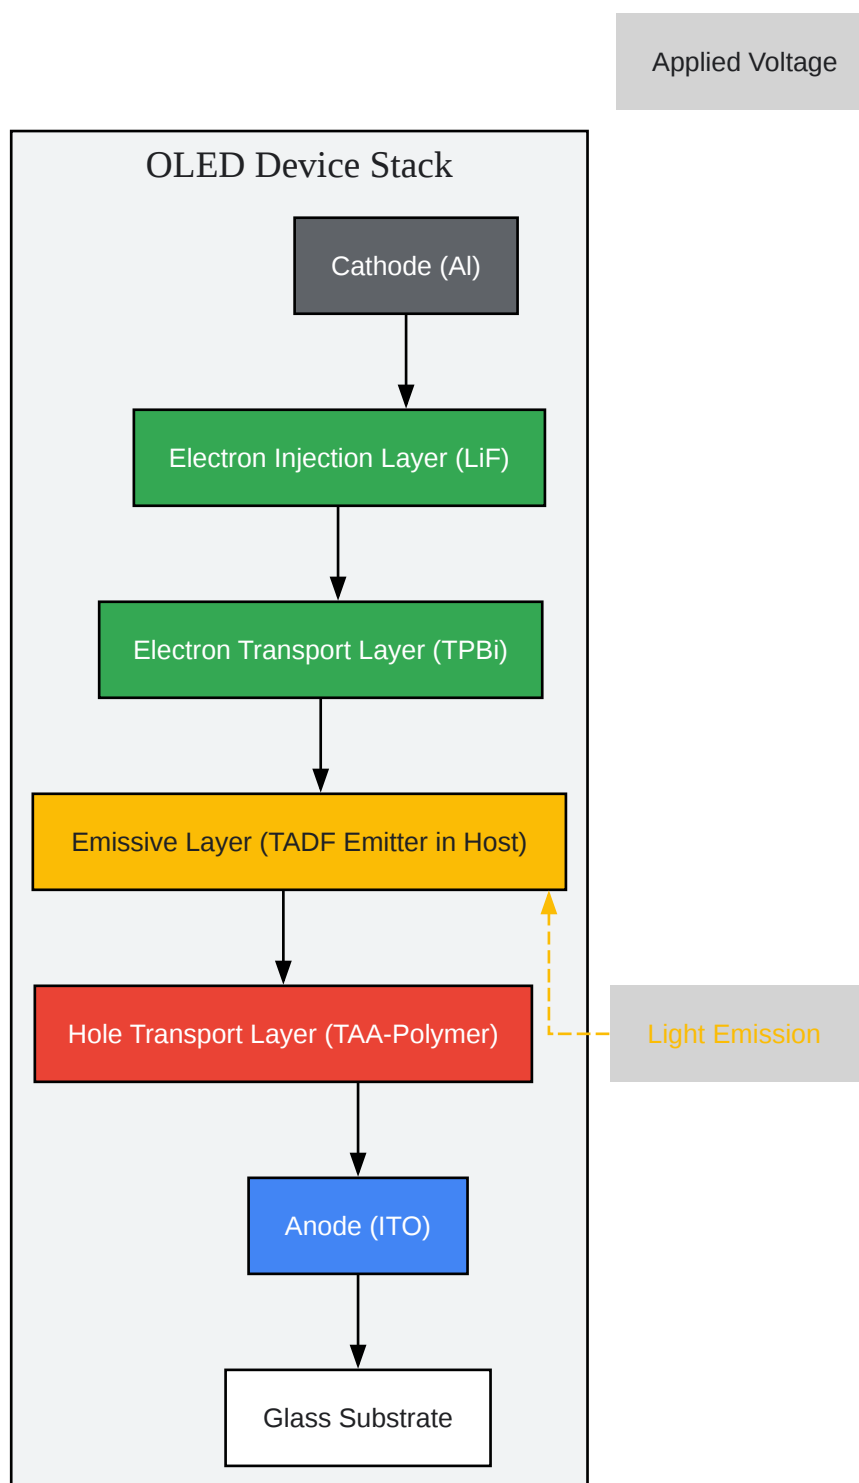 Applied Voltage
OLED Device Stack
Cathode (Al)
Electron Injection Layer (LiF)
Electron Transport Layer (TPBi)
Emissive Layer (TADF Emitter in Host)
Hole Transport Layer (TAA-Polymer)
Light Emission
Anode (ITO)
Glass Substrate